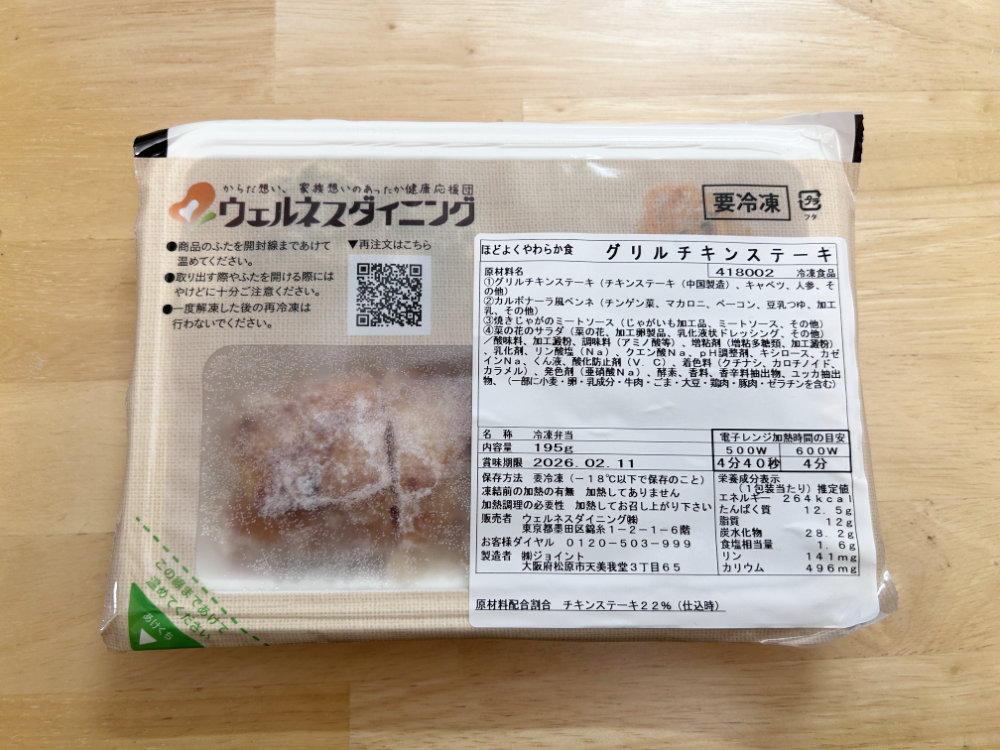 からだ想い、家族想いのあったか健康応援団
ウェルネスダイニング
要冷凍
フタ
●商品のふたを開封線まであけて
温めてください。
●取り出す際やふたを開ける際には
やけどに十分ご注意ください。
●一度解凍した後の再冷凍は
行わないでください。
▼再注文はこちら
ほどよくやわらか食 グリルチキンステーキ
原材料名 418002 冷凍食品
①グリルチキンステーキ（チキンステーキ（中国製造）、キャベツ、人参、そ
の他）
②カルボナーラ風ペンネ（チンゲン菜、マカロニ、ベーコン、豆乳つゆ、加工
乳、その他）
③焼きじゃがのミートソース（じゃがいも加工品、ミートソース、その他）
④菜の花のサラダ（菜の花、加工卵製品、乳化液状ドレッシング、その他）
／酸味料、加工澱粉、調味料（アミノ酸等）、増粘剤（増粘多糖類、加工澱粉）
、乳化剤、リン酸塩（Ｎａ）、クエン酸Ｎａ、ｐＨ調整剤、キシロース、カゼ
インＮａ、くん液、酸化防止剤（Ｖ．Ｃ）、着色料（クチナシ、カロチノイド、
カラメル）、発色剤（亜硝酸Ｎａ）、酵素、香料、香辛料抽出物、ユッカ抽出
物、（一部に小麦・卵・乳成分・牛肉・ごま・大豆・鶏肉・豚肉・ゼラチンを含む）
名 称 冷凍弁当
内容量 195g
賞味期限 2026.02.11
保存方法 要冷凍（－18℃以下で保存のこと）
凍結前の加熱の有無 加熱してありません
加熱調理の必要性 加熱してお召し上がり下さい
販売者 ウェルネスダイニング㈱
東京都墨田区錦糸１－２－１－６階
お客様ダイヤル ０１２０－５０３－９９９
製造者 ㈱ジョイント
大阪府松原市天美我堂３丁目６５
電子レンジ加熱時間の目安
500W 600W
4分40秒 4分
栄養成分表示
（１包装当たり）推定値
エネルギー 264kcal
たんぱく質 12.5g
脂質 12g
炭水化物 28.2g
食塩相当量 1.6g
リン 141mg
カリウム 496mg
原材料配合割合 チキンステーキ２２％（仕込時）
この線まであけて
温めてください。
あけくち